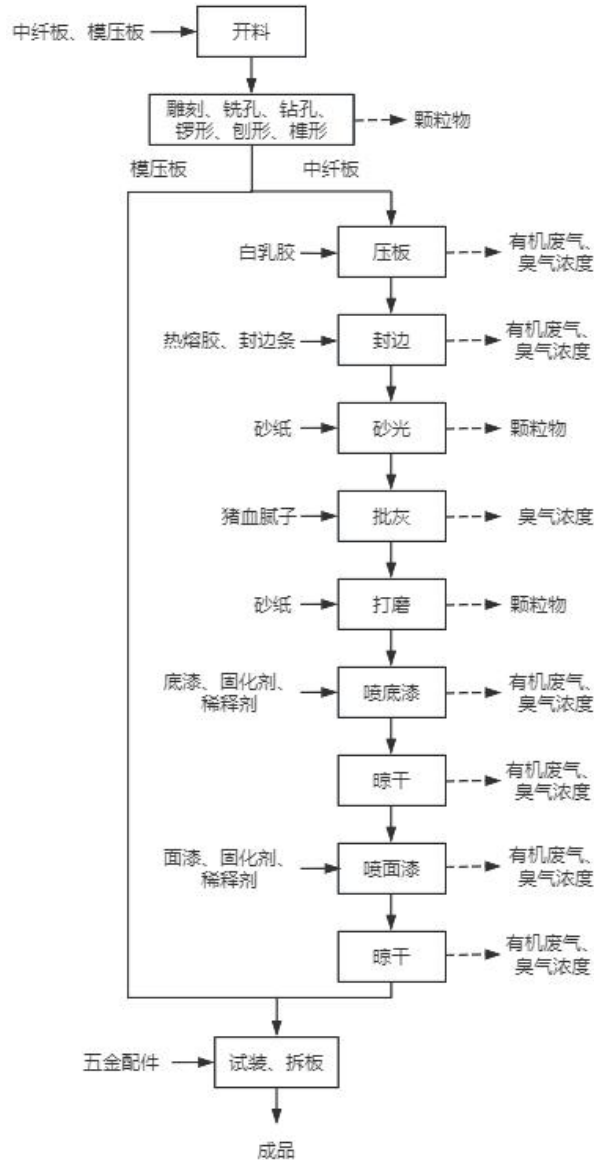 中纤板、模压板
开料
雕刻、铣孔、钻孔、
锣形、刨形、榫形
颗粒物
模压板
中纤板
白乳胶
压板
有机废气、
臭气浓度
热熔胶、封边条
封边
有机废气、
臭气浓度
砂纸
砂光
颗粒物
猪血腻子
批灰
臭气浓度
砂纸
打磨
颗粒物
底漆、固化剂、
稀释剂
喷底漆
有机废气、
臭气浓度
晾干
有机废气、
臭气浓度
面漆、固化剂、
稀释剂
喷面漆
有机废气、
臭气浓度
晾干
有机废气、
臭气浓度
五金配件
试装、拆板
成品